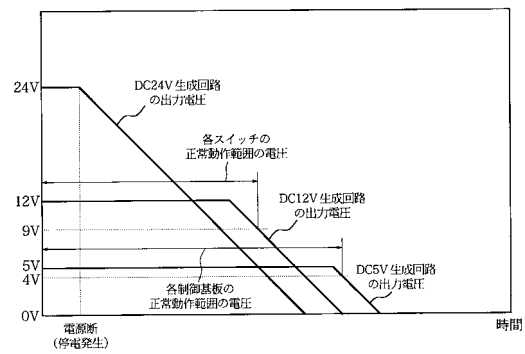 DC24V 生成回路
の出力電圧
24V
各スイッチの
正常動作範囲の電圧
12V
DC12V 生成回路
の出力電圧
9V
5V
4V
各制御基板の
正常動作範囲の電圧
DC5V 生成回路
の出力電圧
0V
電源断
(停電発生)
時間